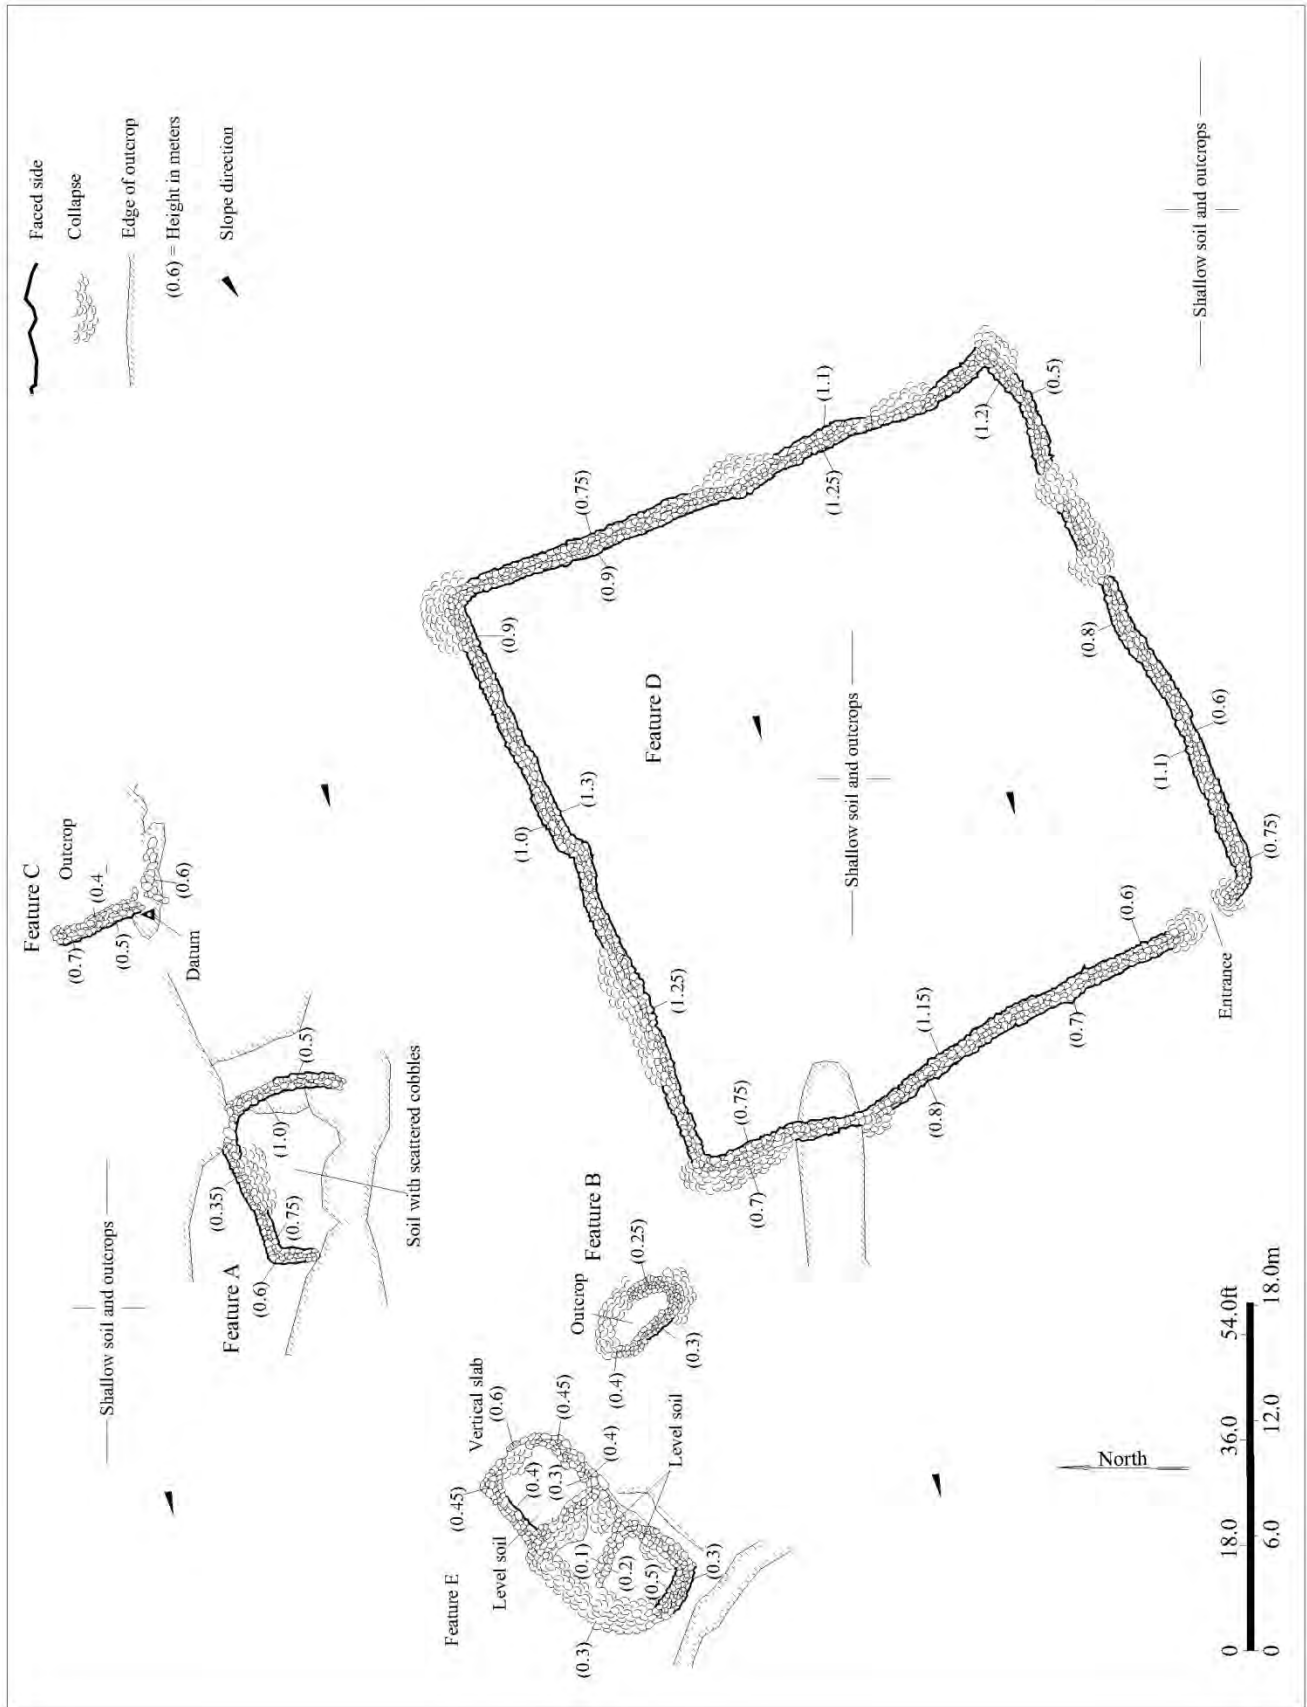 Faced side
Collapse
Edge of outcrop
(0.6) = Height in meters
Slope direction
Shallow soil and outcrops
Feature C
Outcrop
(0.7)
(0.4_
(0.5)
(0.6)
Datum
Shallow soil and outcrops
Feature A
(0.6)
(0.35)
(0.75)
(1.0)
(0.5)
Soil with scattered cobbles
Feature D
(0.9)
(0.9)
(0.75)
(1.25)
(1.1)
(1.2)
(0.5)
(0.8)
(1.1)
(0.6)
(0.75)
(1.0)
(1.3)
(1.25)
(0.75)
(0.7)
(0.8)
(1.15)
(0.7)
(0.6)
Entrance
Shallow soil and outcrops
Feature B
Outcrop
(0.25)
(0.4)
(0.3)
Feature E
Level soil
(0.45)
Vertical slab
(0.6)
(0.45)
(0.4)
(0.4)
(0.3)
(0.1)
(0.2)
(0.5)
(0.3)
(0.3)
Level soil
North
0 18.0 36.0 54.0ft
0 6.0 12.0 18.0m